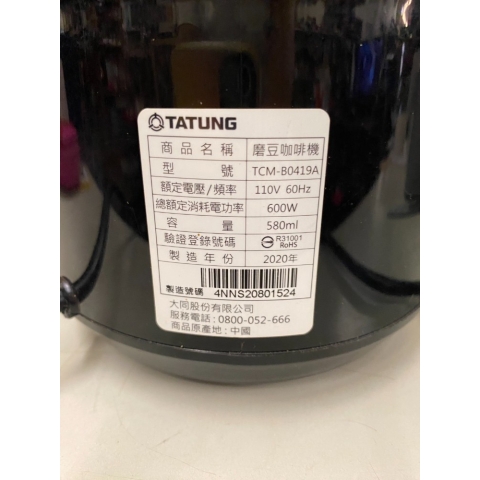 TATUNG
商品名稱 磨豆咖啡機
型號 TCM-B0419A
額定電壓/頻率 110V 60Hz
總額定消耗電功率 600W
容量 580ml
驗證登錄號碼 R31001 RoHS
製造年份 2020年
製造號碼 4NNS20801524
大同股份有限公司
服務電話:0800-052-666
商品原產地:中國